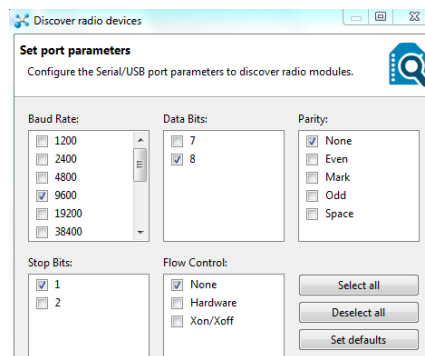 Discover radio devices
Set port parameters
Configure the Serial/USB port parameters to discover radio modules.
Baud Rate:
1200
2400
4800
9600
19200
38400
Data Bits:
7
8
Parity:
None
Even
Mark
Odd
Space
Stop Bits:
1
2
Flow Control:
None
Hardware
Xon/Xoff
Select all
Deselect all
Set defaults